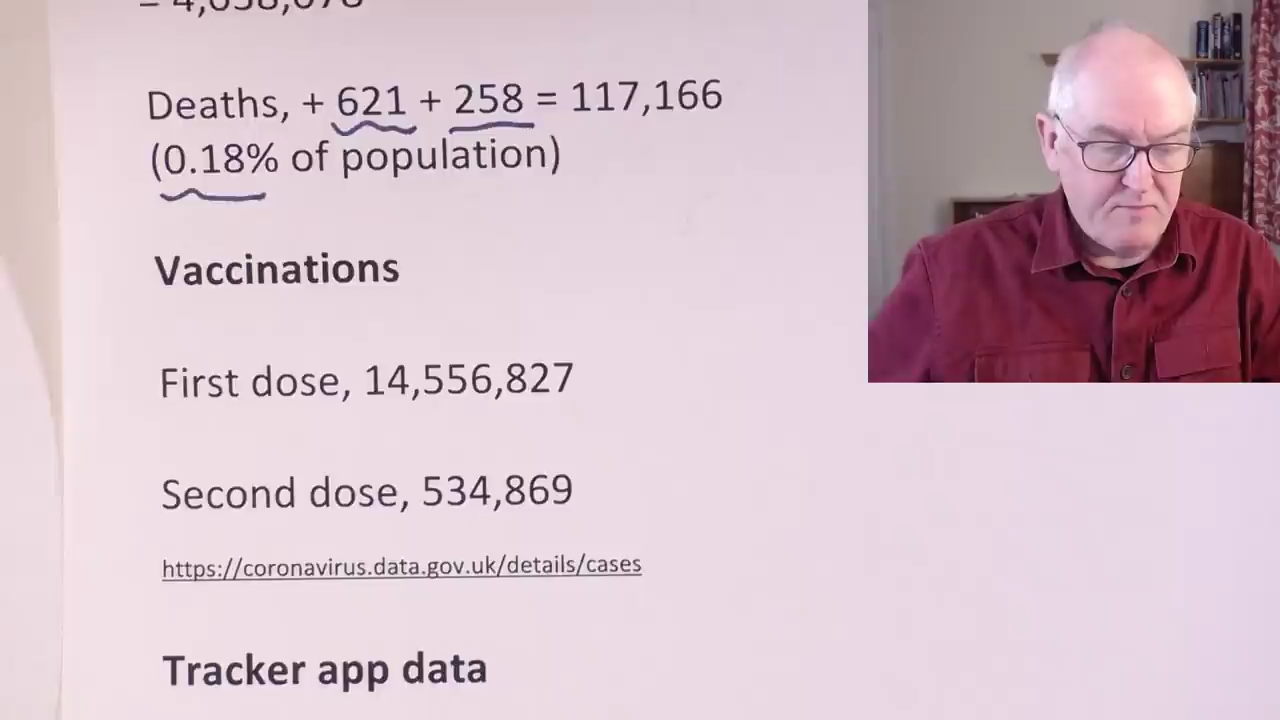 Deaths, + 621 + 258 = 117,166
(0.18% of population)
Vaccinations
First dose, 14,556,827
Second dose, 534,869
https://coronavirus.data.gov.uk/details/cases
Tracker app data